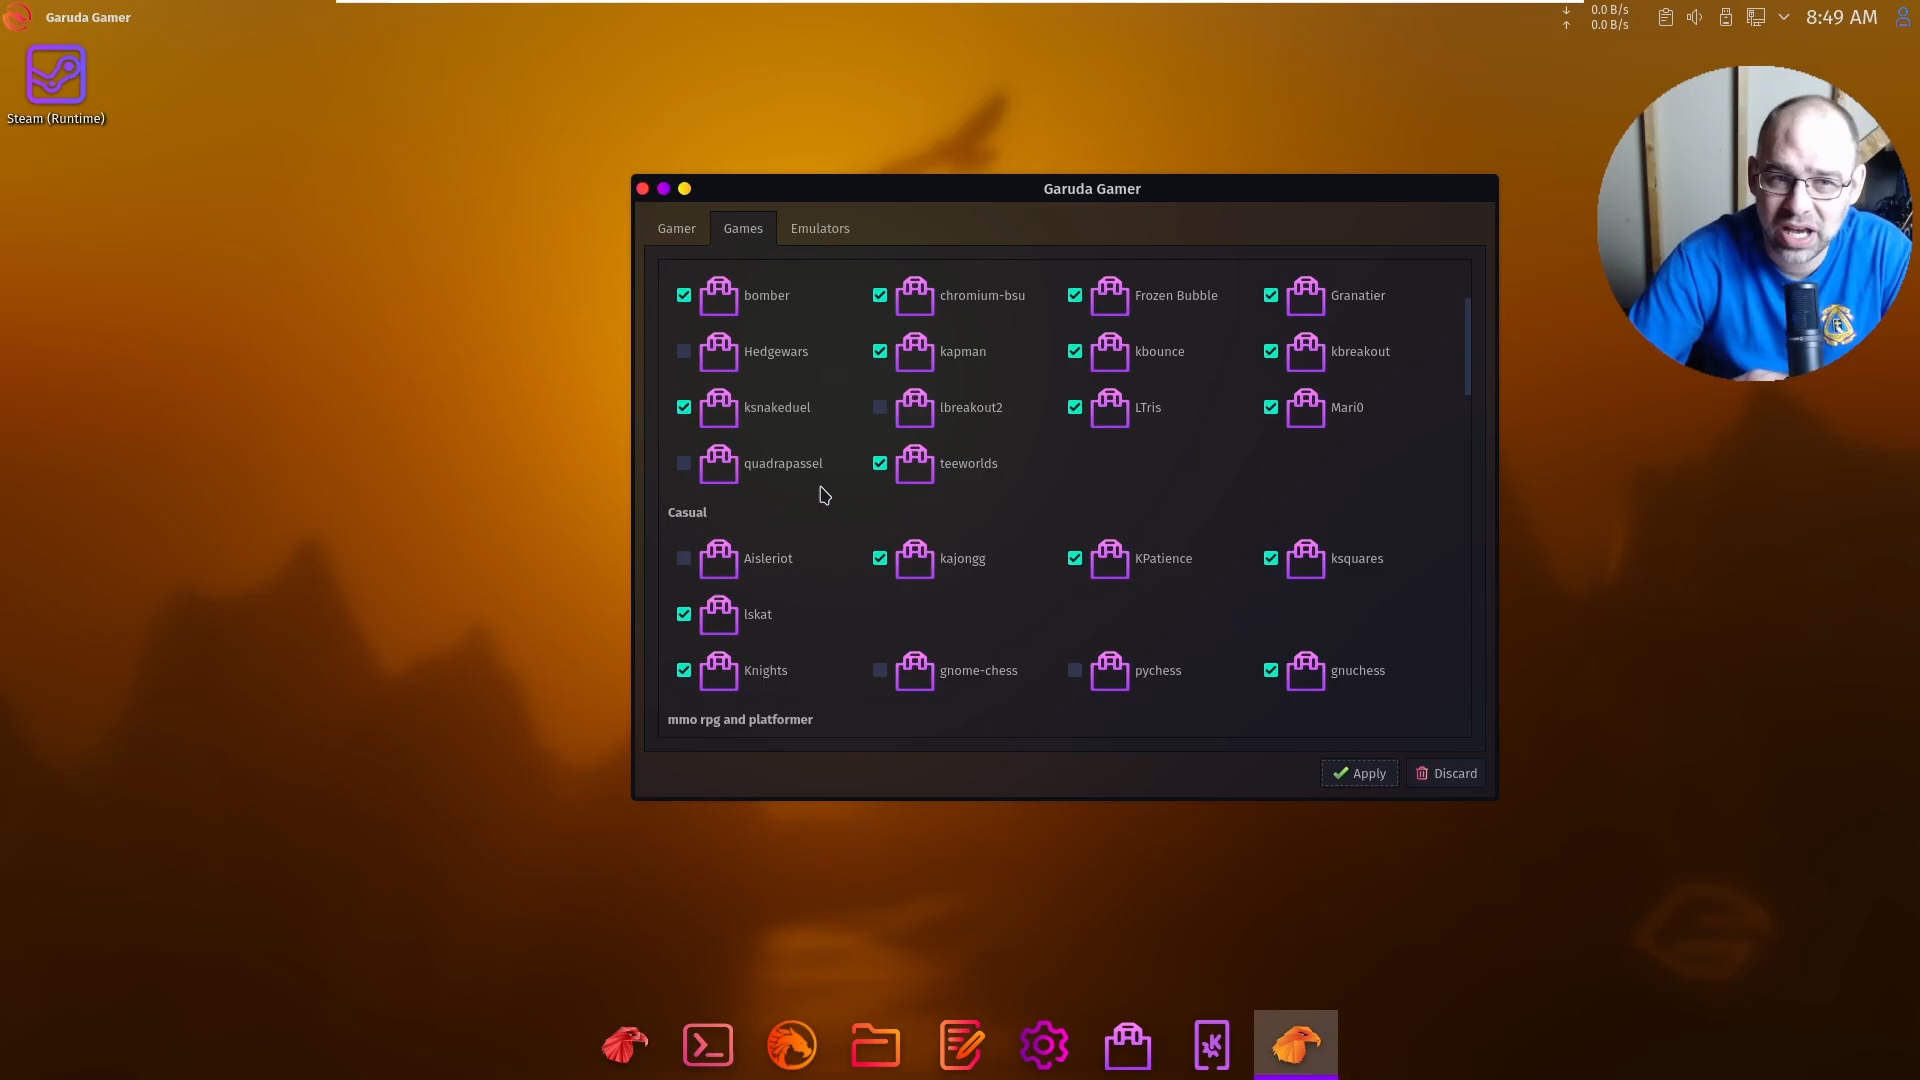 Garuda Gamer
0.0 B/s
0.0 B/s
8:49 AM
Steam (Runtime)
Garuda Gamer
Gamer Games Emulators
bomber chromium-bsu Frozen Bubble Granatier
Hedgewars kapman kbounce kbreakout
ksnakeduel lbreakout2 LTris Mari0
quadrapassel teeworlds
Casual
Aisleriot kajongg KPatience ksquares
lskat
Knights gnome-chess pychess gnuchess
mmo rpg and platformer
Apply Discard
K